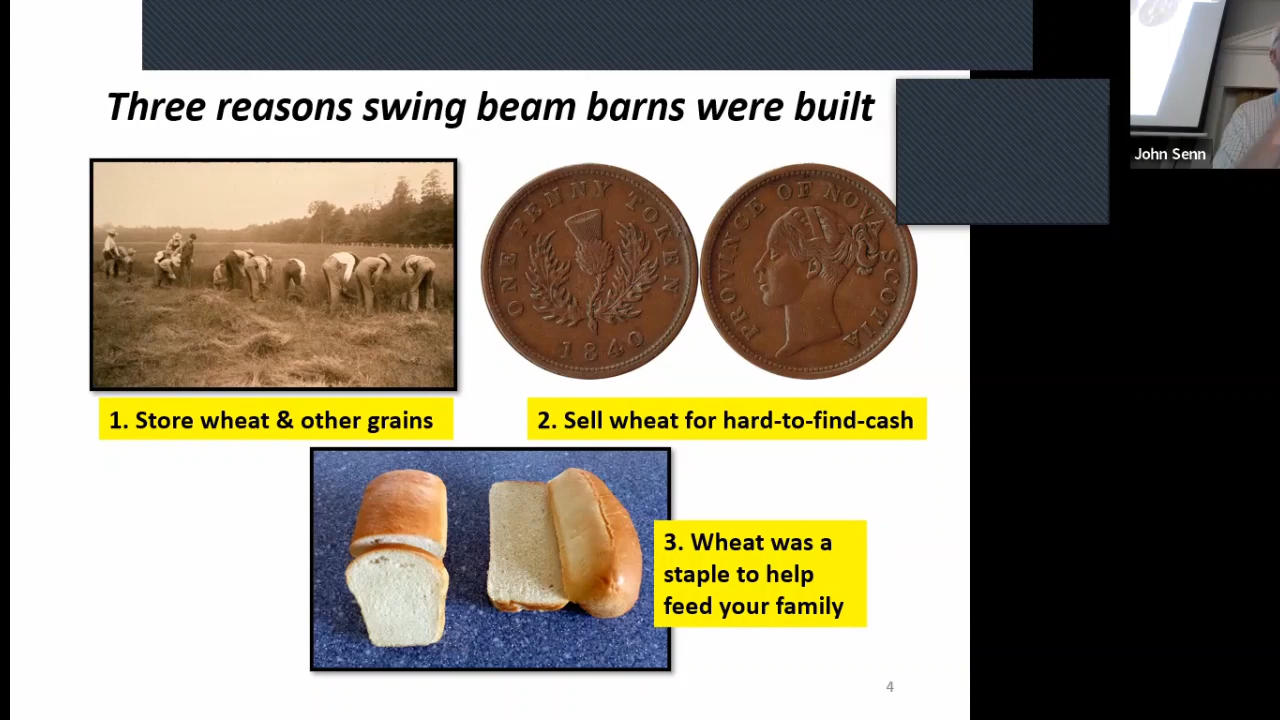 Three reasons swing beam barns were built
John Senn
ONE PENNY TOKEN
1840
PROVINCE OF NOVA SCOTIA
1. Store wheat & other grains
2. Sell wheat for hard-to-find-cash
3. Wheat was a
staple to help
feed your family
4